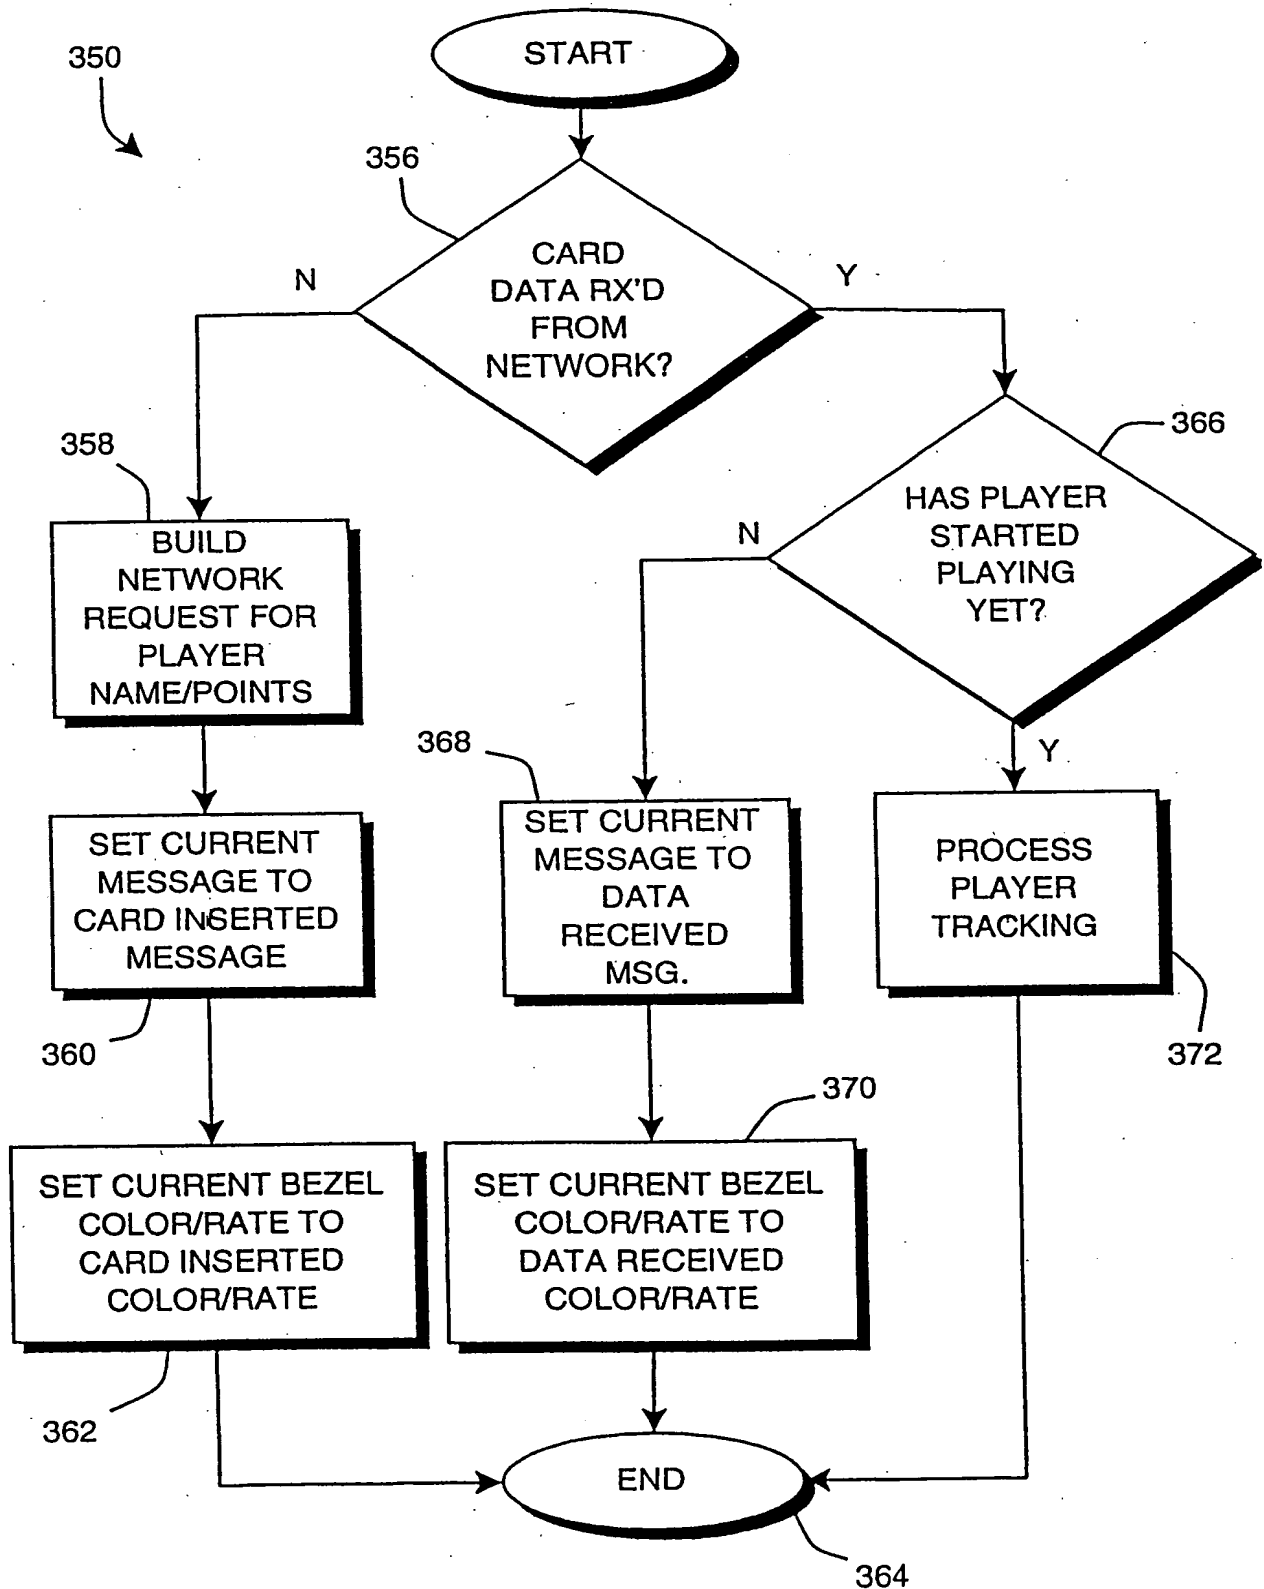 START
350
356
CARD
DATA RX'D
FROM
NETWORK?
N
Y
358
366
BUILD
NETWORK
REQUEST FOR
PLAYER
NAME/POINTS
HAS PLAYER
STARTED
PLAYING
YET?
N
Y
368
SET CURRENT
MESSAGE TO
CARD INSERTED
MESSAGE
SET CURRENT
MESSAGE TO
DATA
RECEIVED
MSG.
PROCESS
PLAYER
TRACKING
360
372
370
SET CURRENT BEZEL
COLOR/RATE TO
CARD INSERTED
COLOR/RATE
SET CURRENT BEZEL
COLOR/RATE TO
DATA RECEIVED
COLOR/RATE
362
END
364